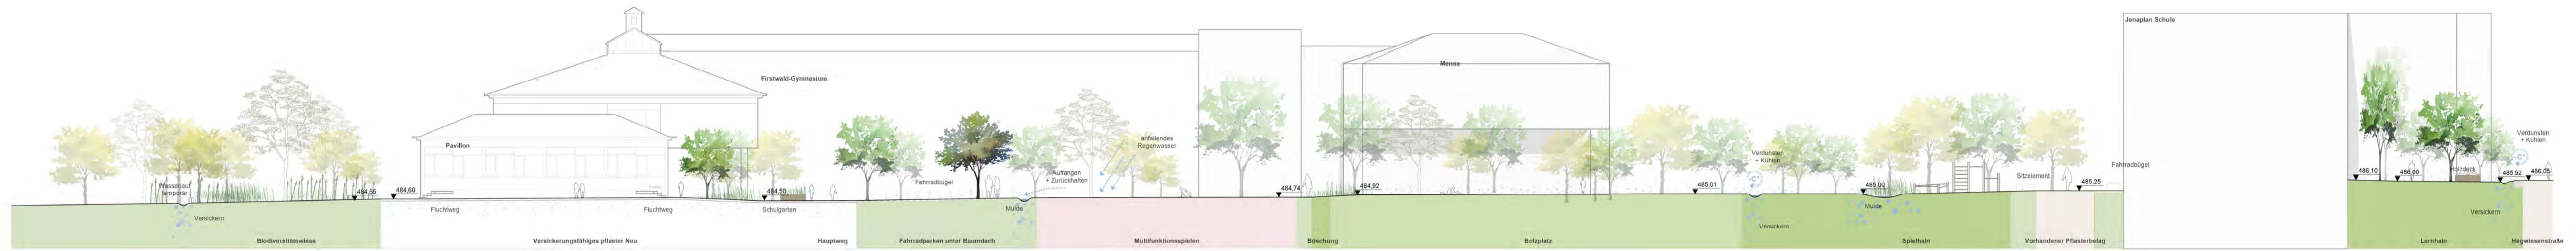 Jenaplan Schule
Mensa
Firstwald-Gymnasium
Pavillon
anfallendes
Regenwasser
Verdunsten
+ Kühlen
Verdunsten
+ Kühlen
Fahrradbügel
Auffangen
+ Zurückhalten
Fahrradbügel
Sitzelement
Holzdeck
Wasserlauf
temporär
484,56
484,60
484,50
484,74
484,92
485,01
485,00
485,25
486,10
486,00
485,92
486,05
Versickern
Fluchtweg
Fluchtweg
Schulgarten
Mulde
Versickern
Mulde
Versickern
Biodiversitätswiese
Versickerungsfähiges pflaster Neu
Hauptweg
Fahrradparken unter Baumdach
Multifunktionsspielen
Böschung
Bolzplatz
Spielhain
Vorhandener Pflasterbelag
Lernhain
Hegwiesenstraße